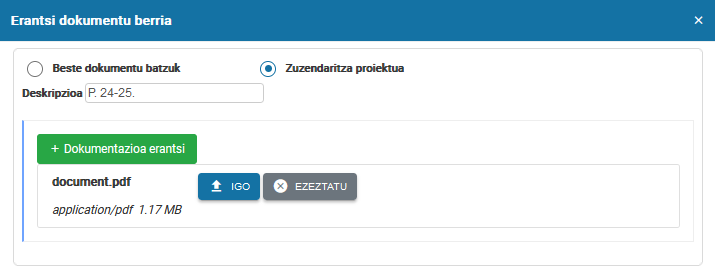 Erantsi dokumentu berria ×
Beste dokumentu batzuk Zuzendaritza proiektua
Deskripzioa P. 24-25.
+ Dokumentazioa erantsi
document.pdf IGO EZEZTATU
application/pdf 1.17 MB